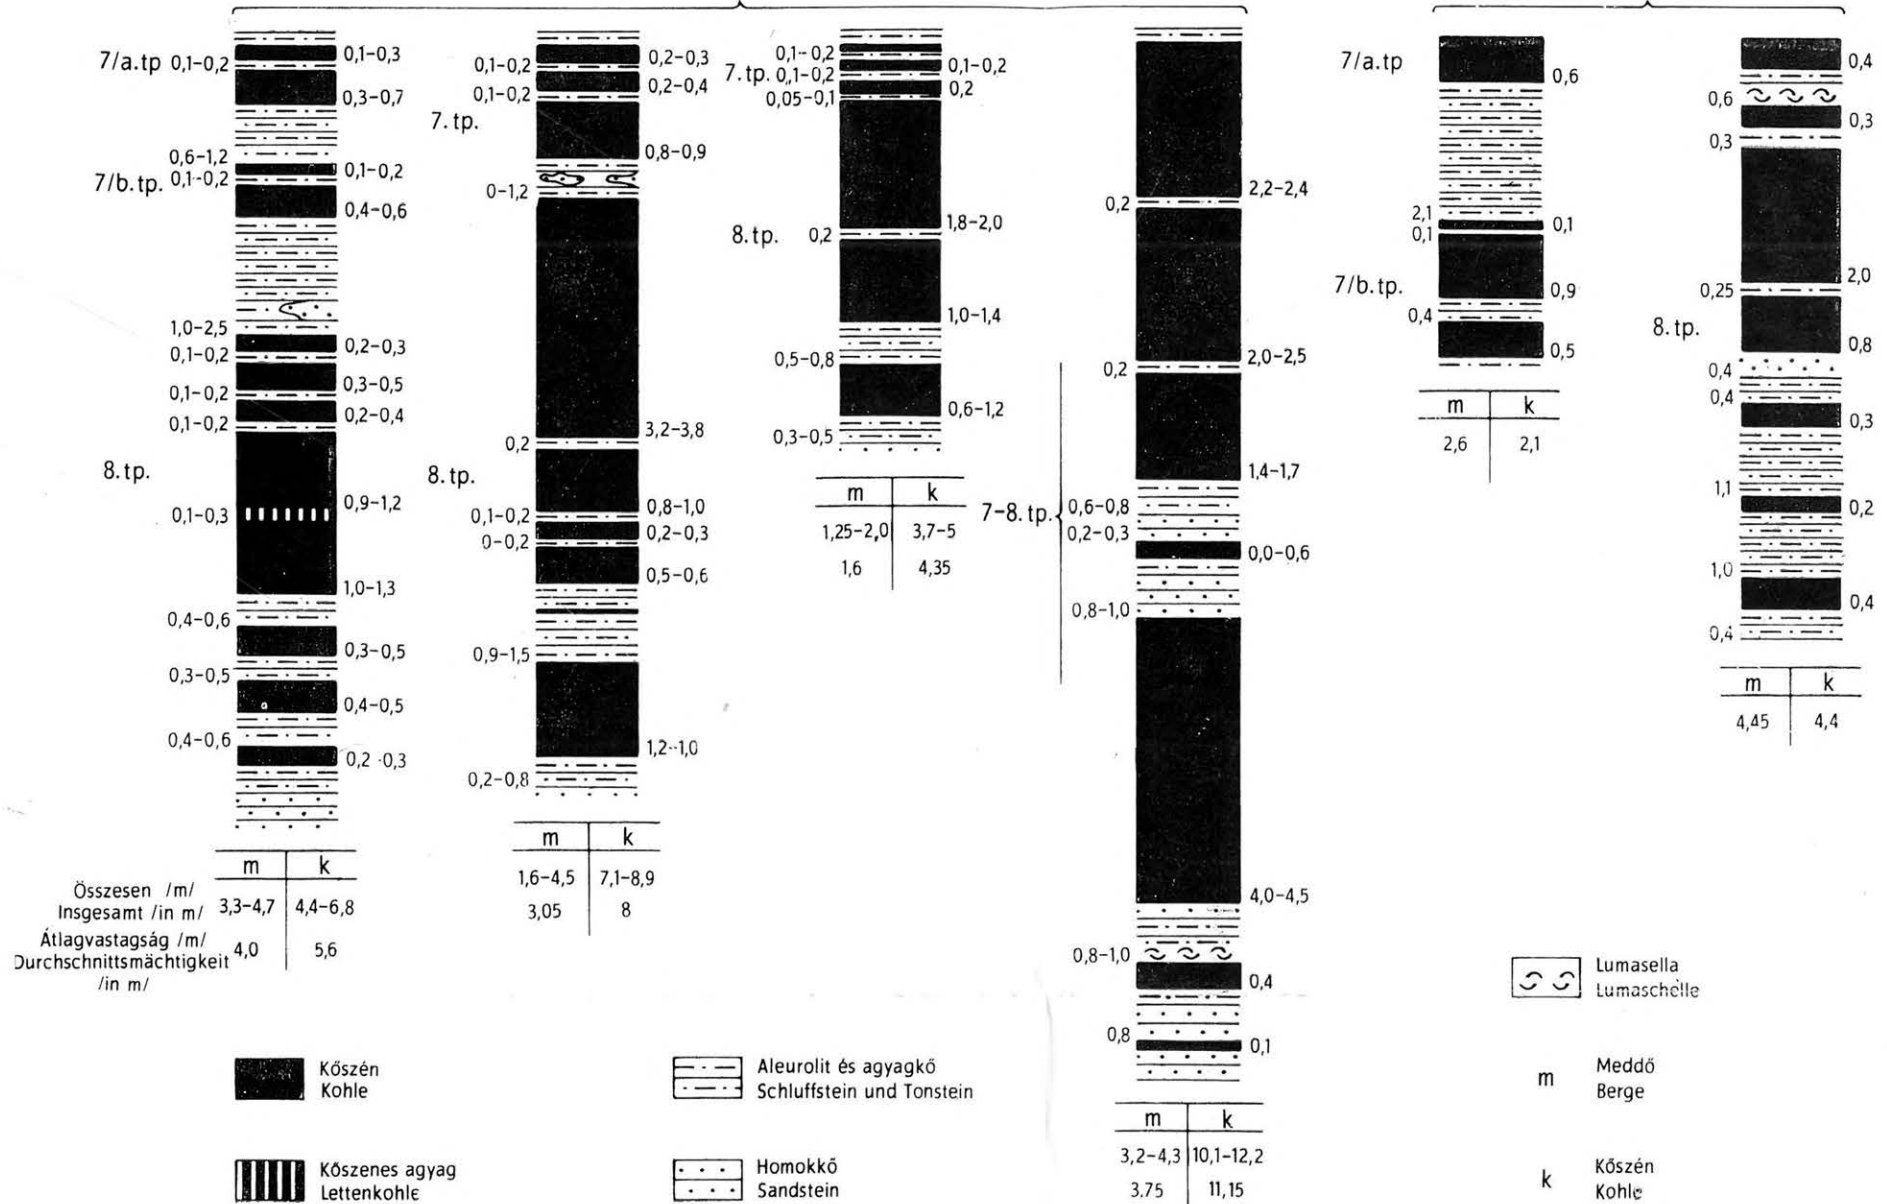 7/a.tp
0,1-0,2
0,1-0,3
0,3-0,7
0,6-1,2
7/b.tp.
0,1-0,2
0,1-0,2
0,4-0,6
1,0-2,5
0,2-0,3
0,1-0,2
0,3-0,5
0,1-0,2
0,2-0,4
0,1-0,2
8.tp.
0,9-1,2
0,1-0,3
1,0-1,3
0,4-0,6
0,3-0,5
0,3-0,5
0,4-0,5
0,4-0,6
0,2-0,3
m k
Összesen /m/
Insgesamt /in m/ 3,3-4,7 4,4-6,8
Átlagvastagság /m/
Durchschnittsmächtigkeit 4,0 5,6
/in m/
0,2-0,3
0,1-0,2
0,2-0,4
0,1-0,2
7.tp.
0,8-0,9
0-1,2
3,2-3,8
0,2
8.tp.
0,8-1,0
0,1-0,2
0,2-0,3
0-0,2
0,5-0,6
0,9-1,5
1,2-1,0
0,2-0,8
m k
1,6-4,5 7,1-8,9
3,05 8
0,1-0,2
7.tp. 0,1-0,2
0,1-0,2
0,2
0,05-0,1
1,8-2,0
8.tp. 0,2
1,0-1,4
0,5-0,8
0,6-1,2
0,3-0,5
m k
1,25-2,0 3,7-5
1,6 4,35
2,2-2,4
0,2
2,0-2,5
0,2
1,4-1,7
7-8.tp.
0,6-0,8
0,2-0,3
0,0-0,6
0,8-1,0
4,0-4,5
0,8-1,0
0,4
0,8
0,1
m k
3,2-4,3 10,1-12,2
3,75 11,15
7/a.tp
0,6
2,1
0,1
0,1
7/b.tp.
0,9
0,4
0,5
m k
2,6 2,1
0,4
0,6
0,3
0,3
2,0
0,25
8.tp.
0,8
0,4
0,4
0,3
1,1
0,2
1,0
0,4
0,4
m k
4,45 4,4
Kőszén
Kohle
Kőszenes agyag
Lettenkohle
Aleurolit és agyagkő
Schluffstein und Tonstein
Homokkő
Sandstein
Lumasella
Lumaschelle
m Meddő
Berge
k Kőszén
Kohle